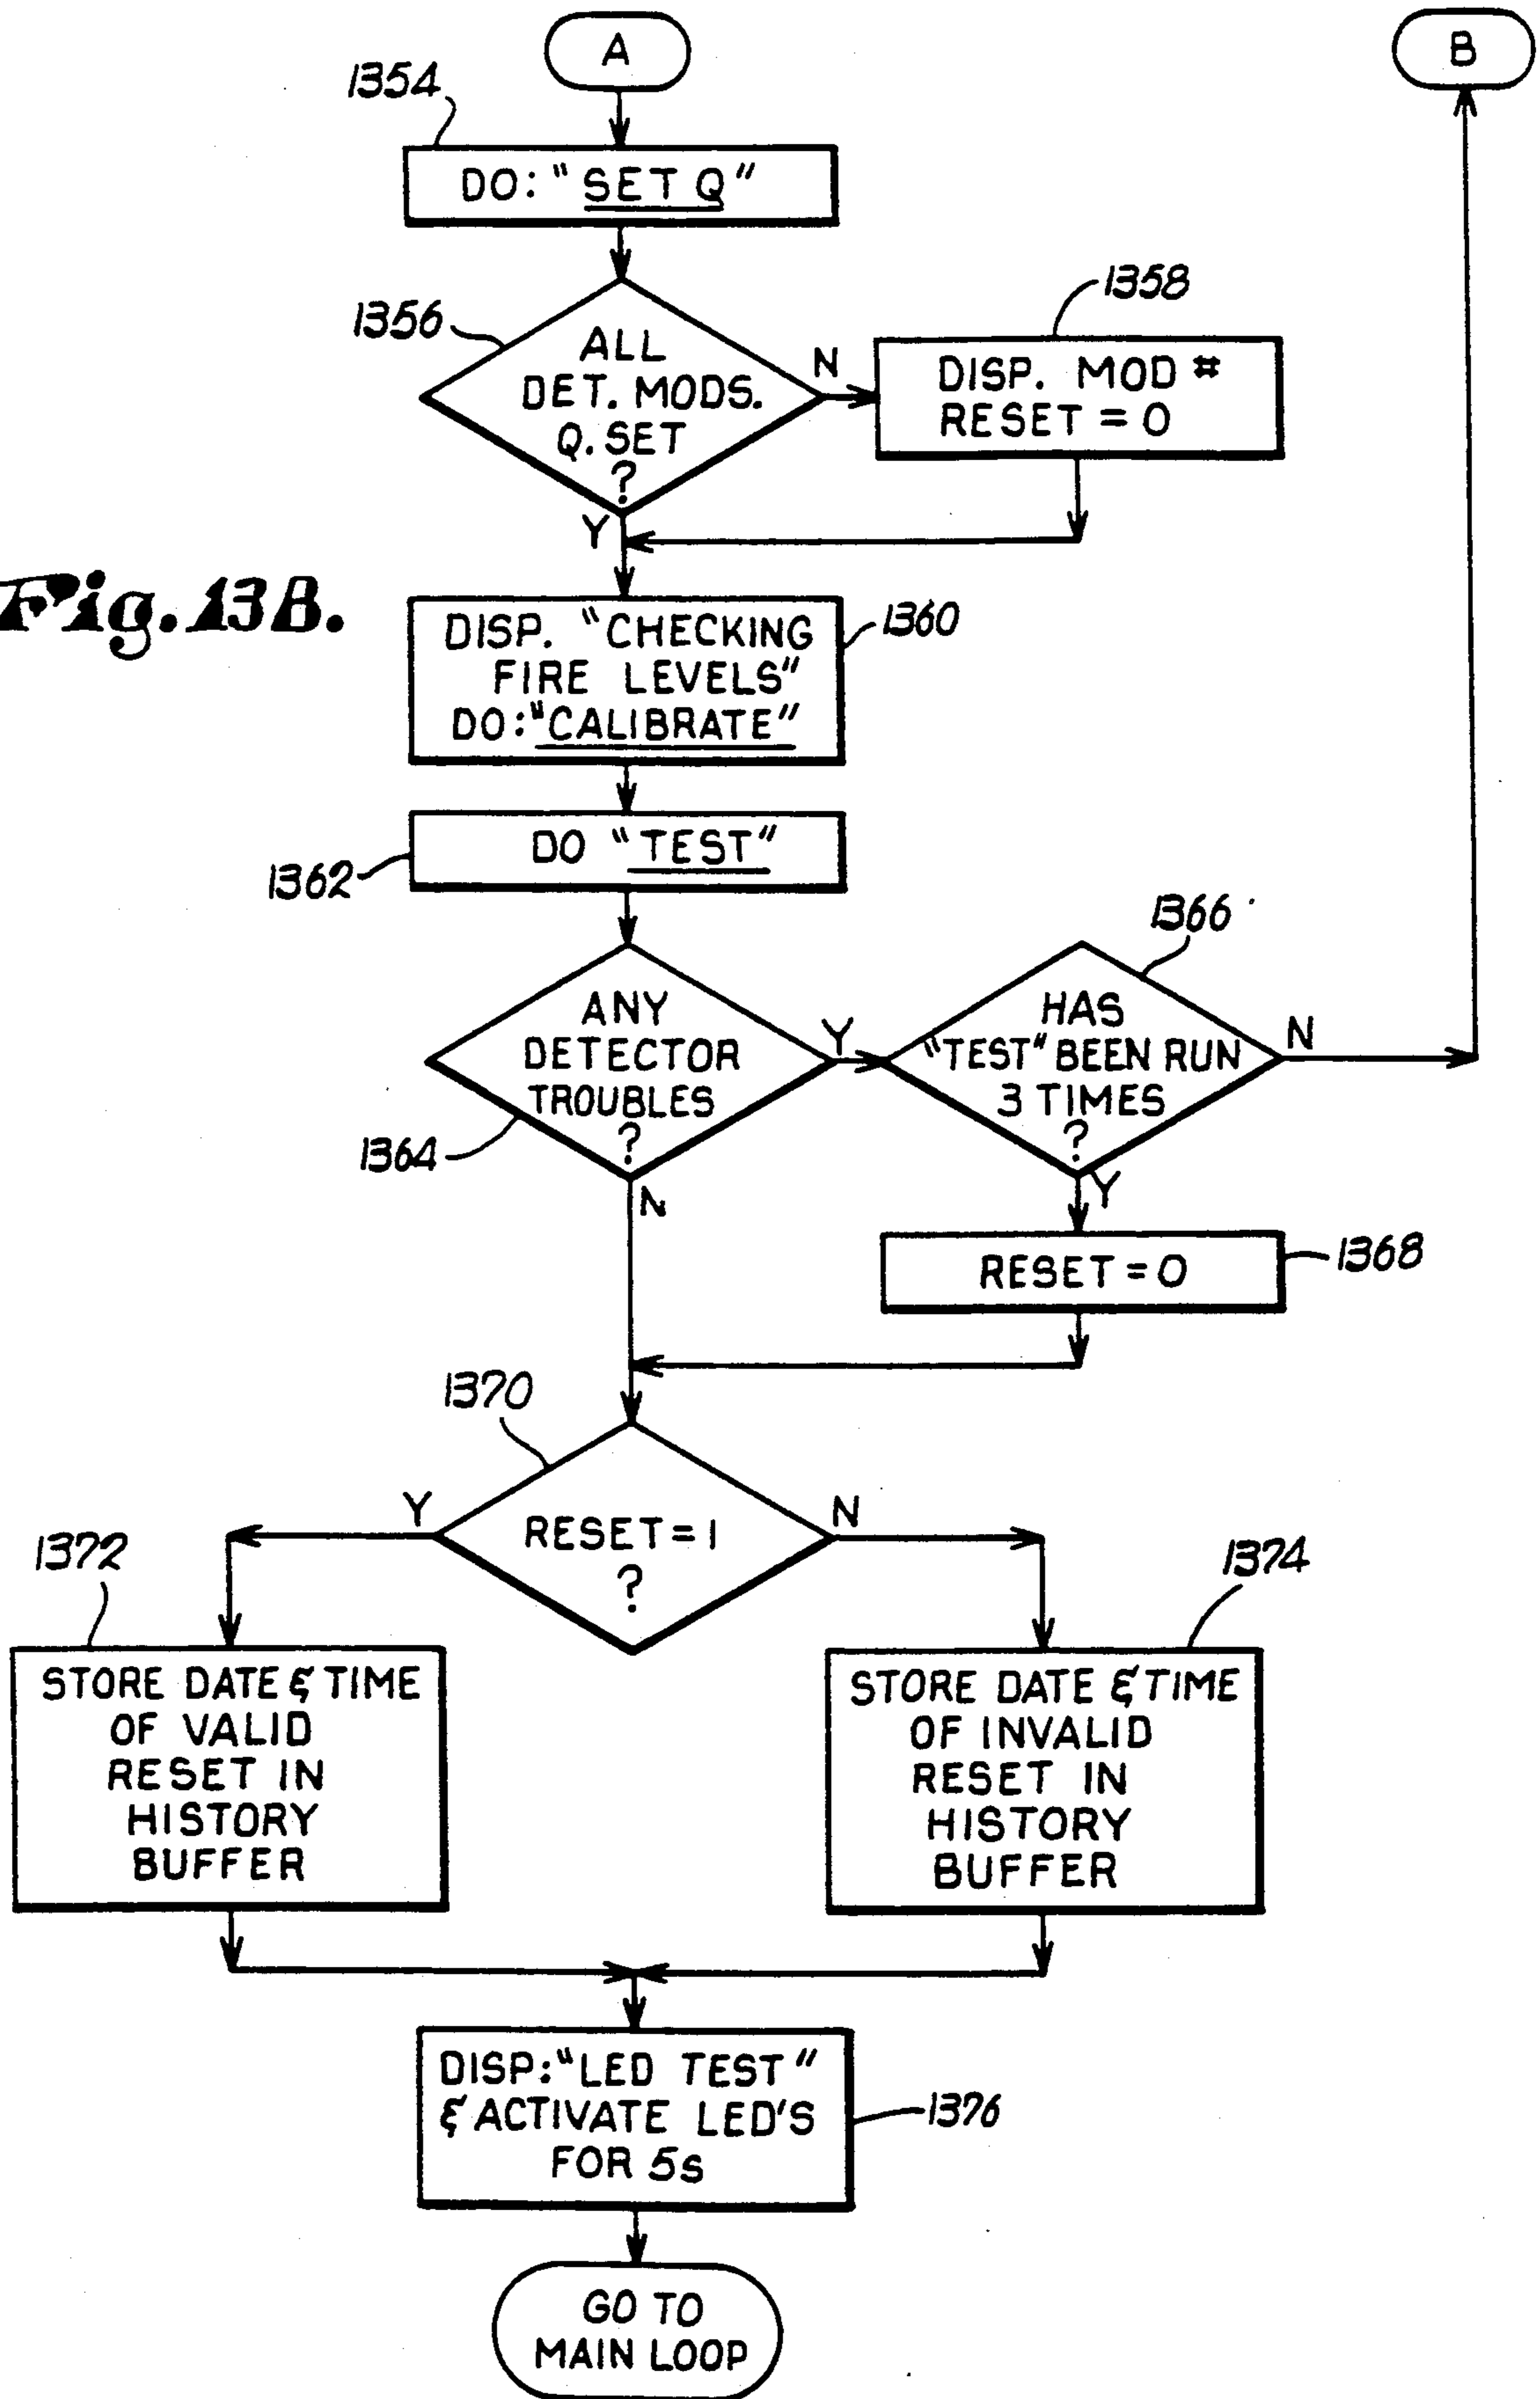 A
B
1354
DO: "SET Q"
1356
ALL
DET. MODS.
Q. SET
?
N
Y
1358
DISP. MOD #
RESET = 0
Fig. 13B.
DISP. "CHECKING
FIRE LEVELS"
DO: "CALIBRATE"
1360
DO "TEST"
1362
ANY
DETECTOR
TROUBLES
?
1364
Y
N
1366
HAS
"TEST" BEEN RUN
3 TIMES
?
N
Y
RESET = 0
1368
1370
RESET = 1
?
Y
N
1372
STORE DATE & TIME
OF VALID
RESET IN
HISTORY
BUFFER
1374
STORE DATE & TIME
OF INVALID
RESET IN
HISTORY
BUFFER
DISP: "LED TEST"
& ACTIVATE LED'S
FOR 5s
1376
GO TO
MAIN LOOP